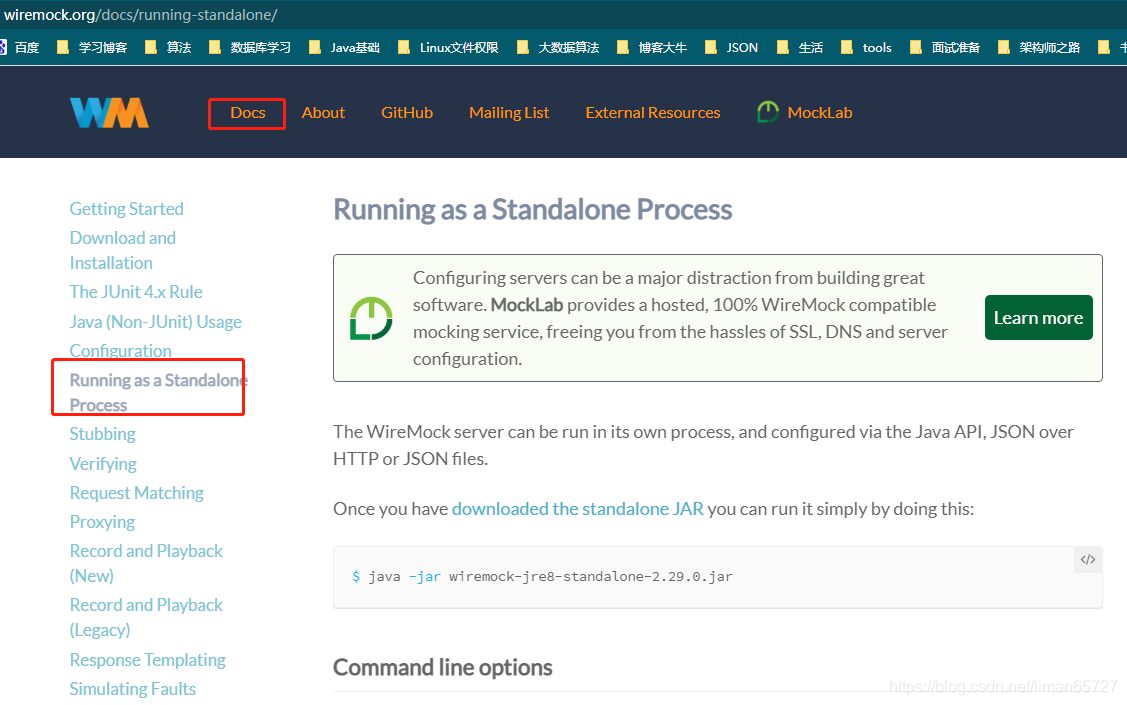 wiremock.org/docs/running-standalone/
百度 学习博客 算法 数据库学习 Java基础 Linux文件权限 大数据算法 博客大牛 JSON 生活 tools 面试准备 架构师之路
WM Docs About GitHub Mailing List External Resources MockLab
Getting Started
Download and
Installation
The JUnit 4.x Rule
Java (Non-JUnit) Usage
Configuration
Running as a Standalone
Process
Stubbing
Verifying
Request Matching
Proxying
Record and Playback
(New)
Record and Playback
(Legacy)
Response Templating
Simulating Faults
Running as a Standalone Process
Configuring servers can be a major distraction from building great
software. MockLab provides a hosted, 100% WireMock compatible
mocking service, freeing you from the hassles of SSL, DNS and server
configuration.
Learn more
The WireMock server can be run in its own process, and configured via the Java API, JSON over
HTTP or JSON files.
Once you have downloaded the standalone JAR you can run it simply by doing this:
</>
$ java -jar wiremock-jre8-standalone-2.29.0.jar
Command line options
https://blog.csdn.net/liman65727